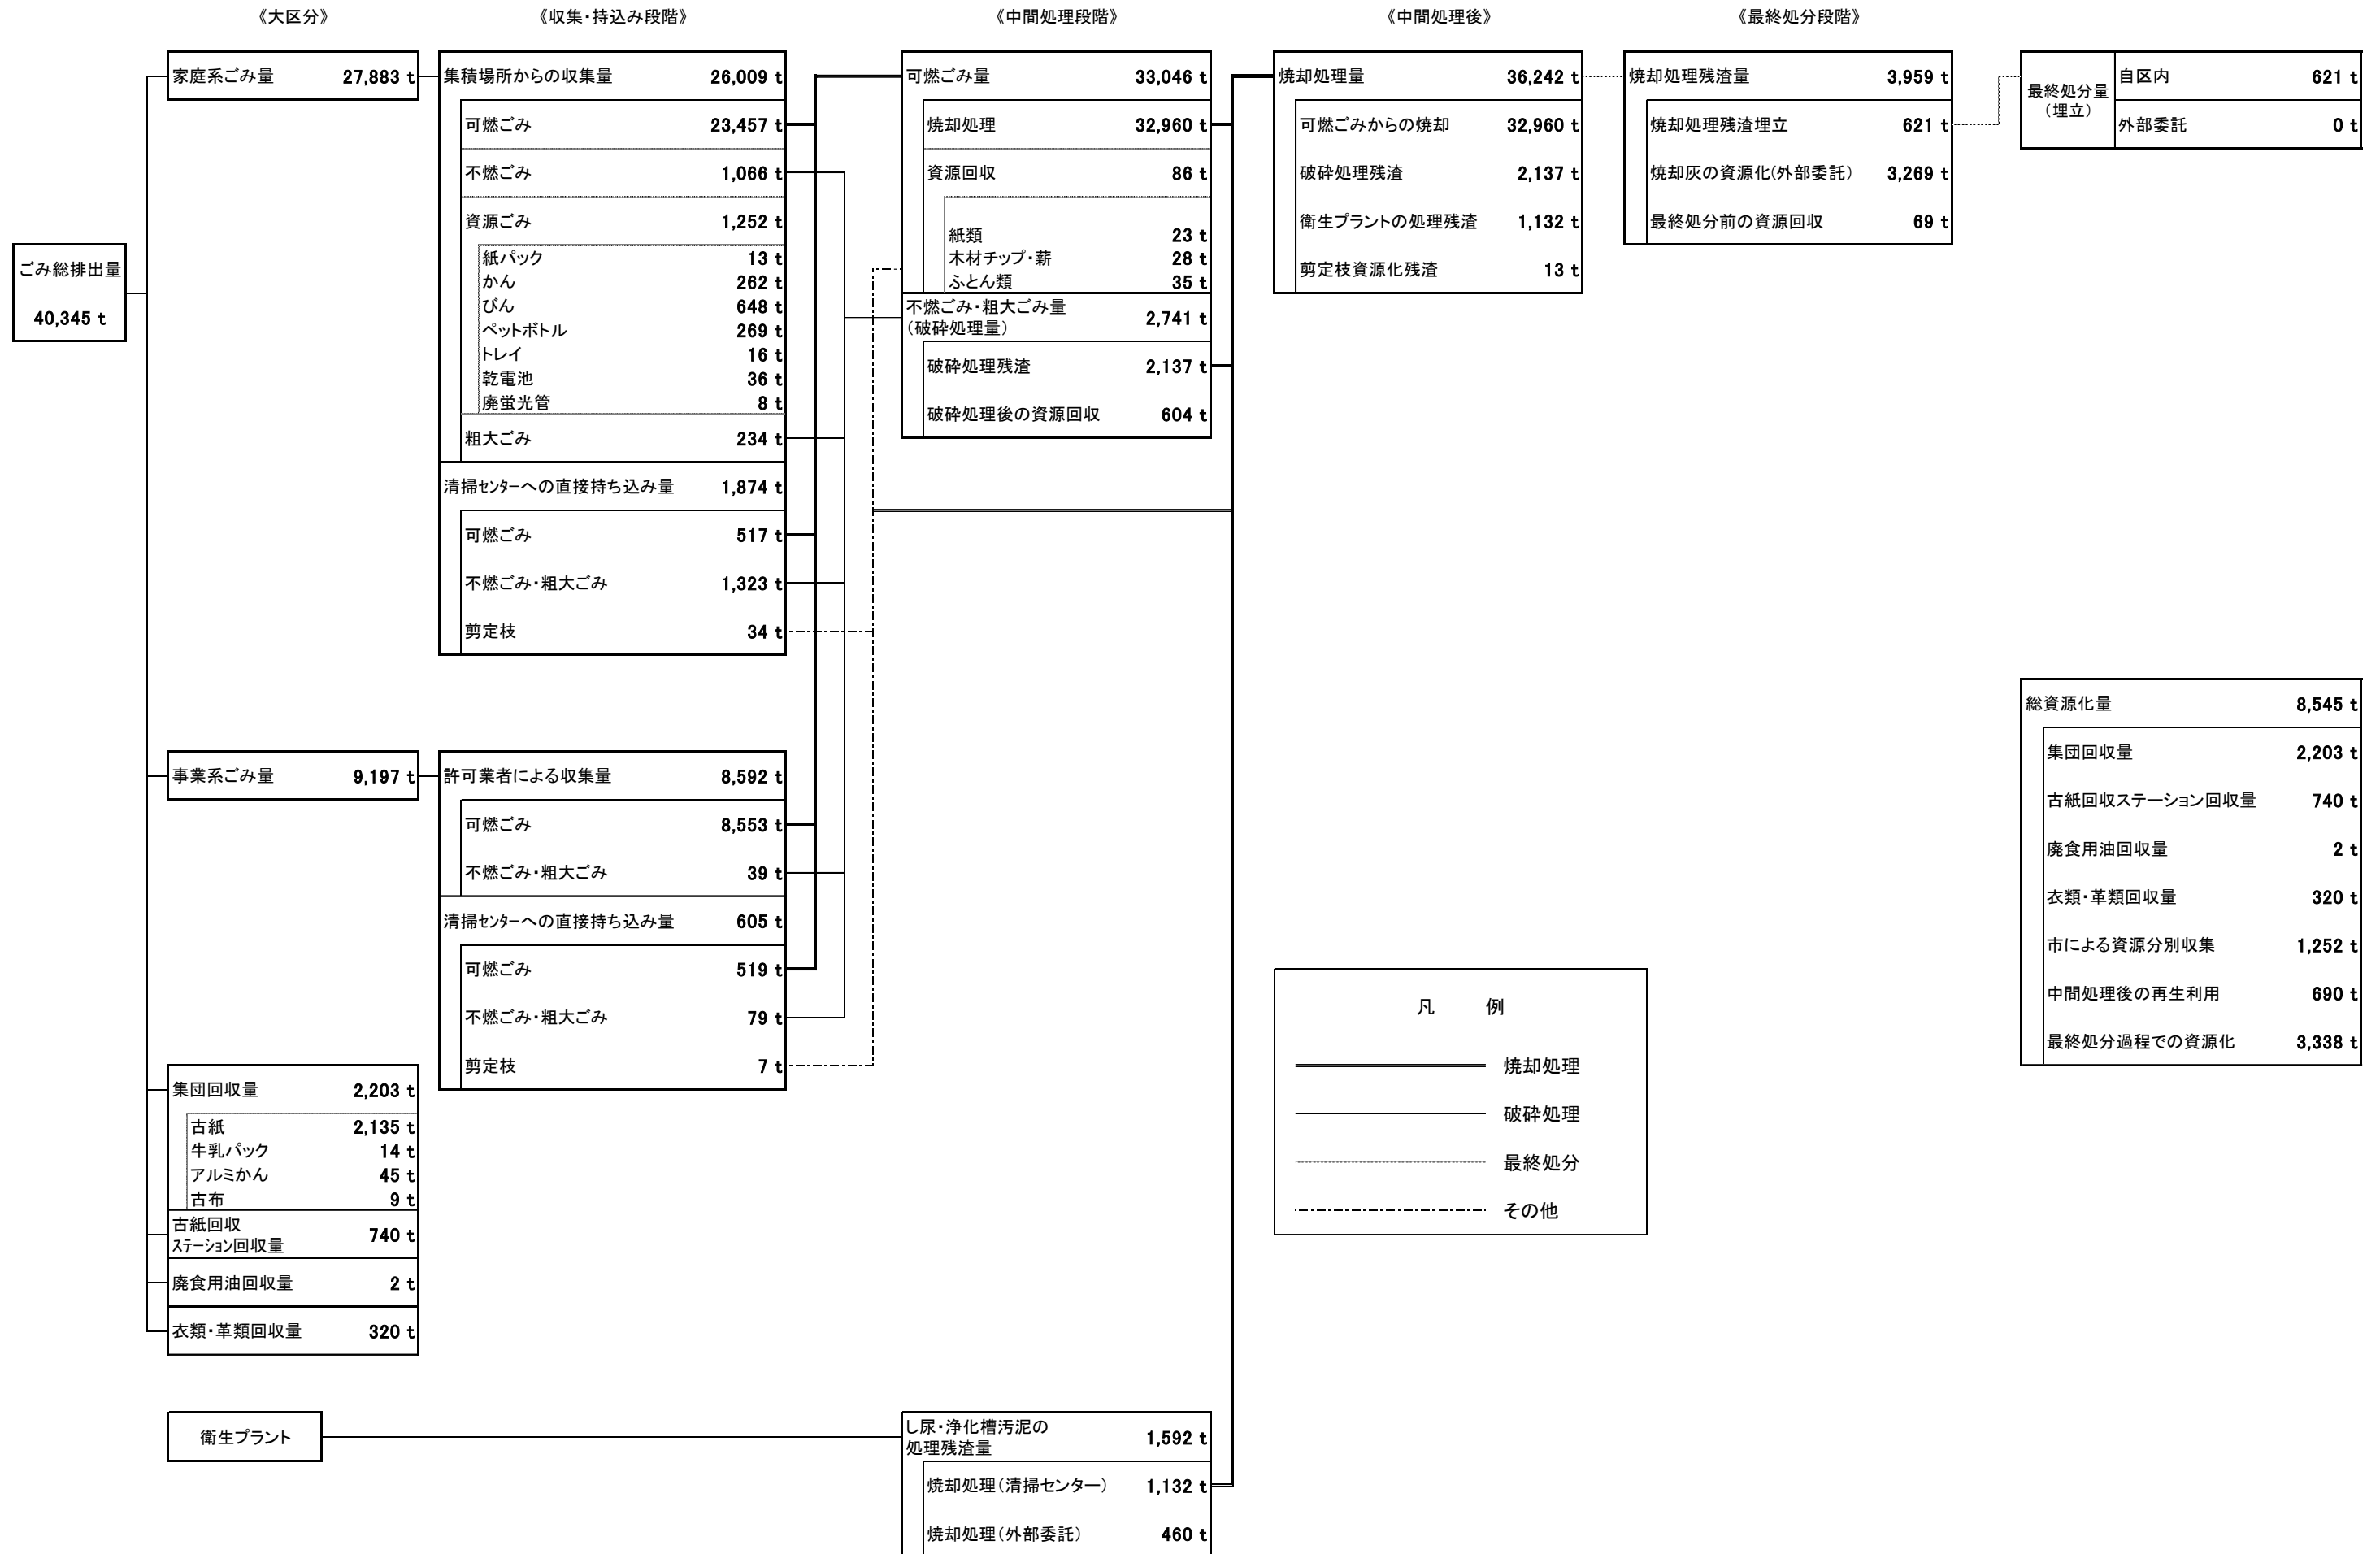 《大区分》
《収集・持込み段階》
《中間処理段階》
《中間処理後》
《最終処分段階》
ごみ総排出量
40,345 t
家庭系ごみ量 27,883 t
事業系ごみ量 9,197 t
集団回収量 2,203 t
古紙 2,135 t
牛乳パック 14 t
アルミかん 45 t
古布 9 t
古紙回収
ステーション回収量 740 t
廃食用油回収量 2 t
衣類・革類回収量 320 t
衛生プラント
集積場所からの収集量 26,009 t
可燃ごみ 23,457 t
不燃ごみ 1,066 t
資源ごみ 1,252 t
紙パック 13 t
かん 262 t
びん 648 t
ペットボトル 269 t
トレイ 16 t
乾電池 36 t
廃蛍光管 8 t
粗大ごみ 234 t
清掃センターへの直接持ち込み量 1,874 t
可燃ごみ 517 t
不燃ごみ・粗大ごみ 1,323 t
剪定枝 34 t
許可業者による収集量 8,592 t
可燃ごみ 8,553 t
不燃ごみ・粗大ごみ 39 t
清掃センターへの直接持ち込み量 605 t
可燃ごみ 519 t
不燃ごみ・粗大ごみ 79 t
剪定枝 7 t
可燃ごみ量 33,046 t
焼却処理 32,960 t
資源回収 86 t
紙類 23 t
木材チップ・薪 28 t
ふとん類 35 t
不燃ごみ・粗大ごみ量
（破砕処理量） 2,741 t
破砕処理残渣 2,137 t
破砕処理後の資源回収 604 t
し尿・浄化槽汚泥の
処理残渣量 1,592 t
焼却処理（清掃センター） 1,132 t
焼却処理（外部委託） 460 t
焼却処理量 36,242 t
可燃ごみからの焼却 32,960 t
破砕処理残渣 2,137 t
衛生プラントの処理残渣 1,132 t
剪定枝資源化残渣 13 t
焼却処理残渣量 3,959 t
焼却処理残渣埋立 621 t
焼却灰の資源化(外部委託) 3,269 t
最終処分前の資源回収 69 t
最終処分量
（埋立）
自区内 621 t
外部委託 0 t
総資源化量 8,545 t
集団回収量 2,203 t
古紙回収ステーション回収量 740 t
廃食用油回収量 2 t
衣類・革類回収量 320 t
市による資源分別収集 1,252 t
中間処理後の再生利用 690 t
最終処分過程での資源化 3,338 t
凡 例
焼却処理
破砕処理
最終処分
その他